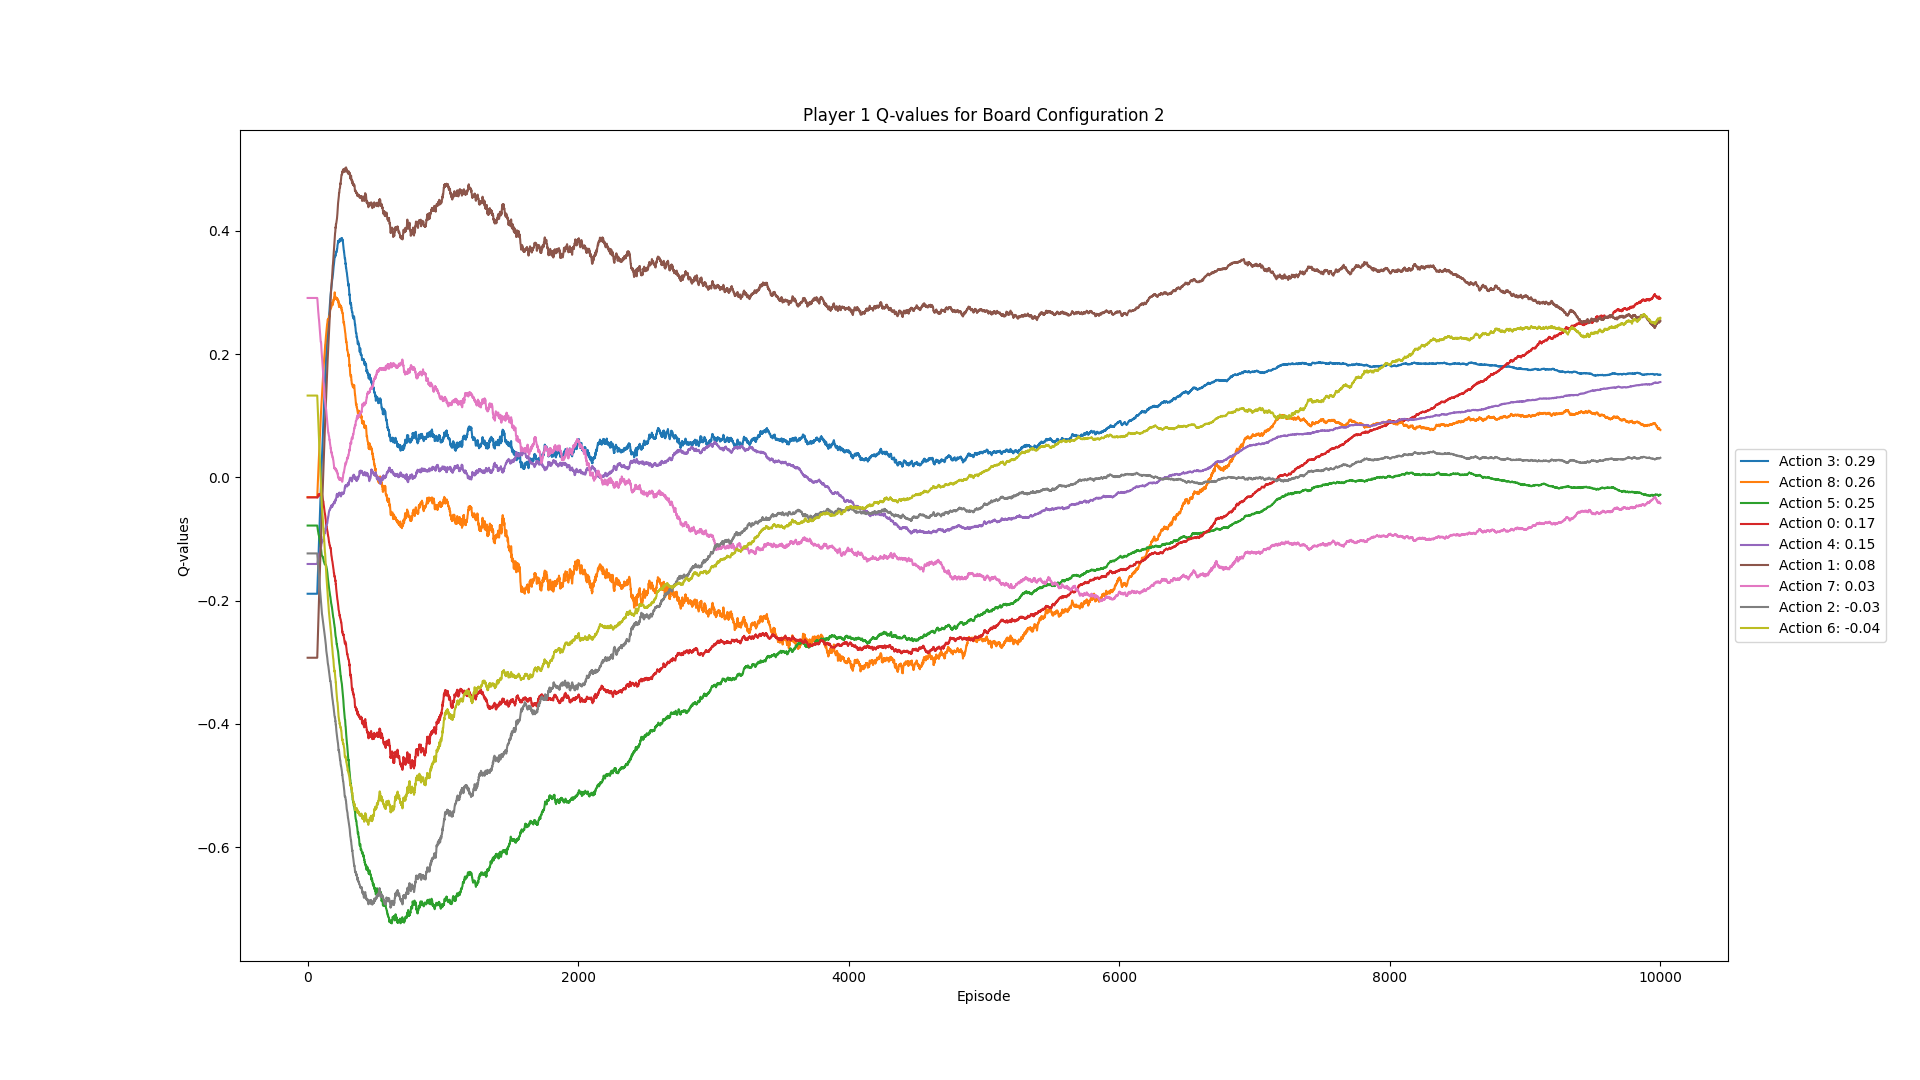 Player 1 Q-values for Board Configuration 2
Q-values
0.4
0.2
0.0
−0.2
−0.4
−0.6
0
2000
4000
6000
8000
10000
Episode
Action 3: 0.29
Action 8: 0.26
Action 5: 0.25
Action 0: 0.17
Action 4: 0.15
Action 1: 0.08
Action 7: 0.03
Action 2: -0.03
Action 6: -0.04